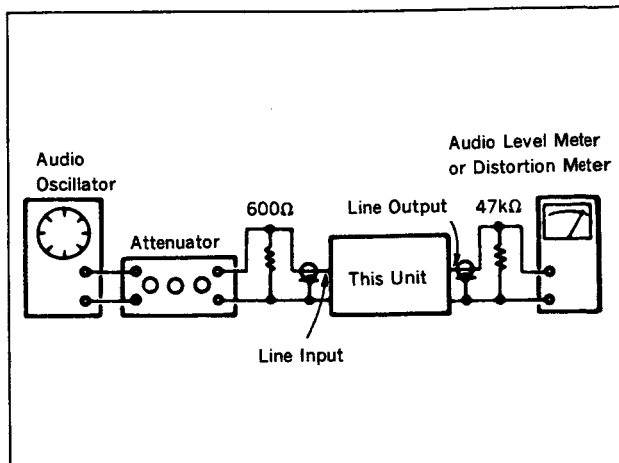 Audio Level Meter
or Distortion Meter
Audio
Oscillator
600Ω
Line Output
47kΩ
Attenuator
This Unit
Line Input